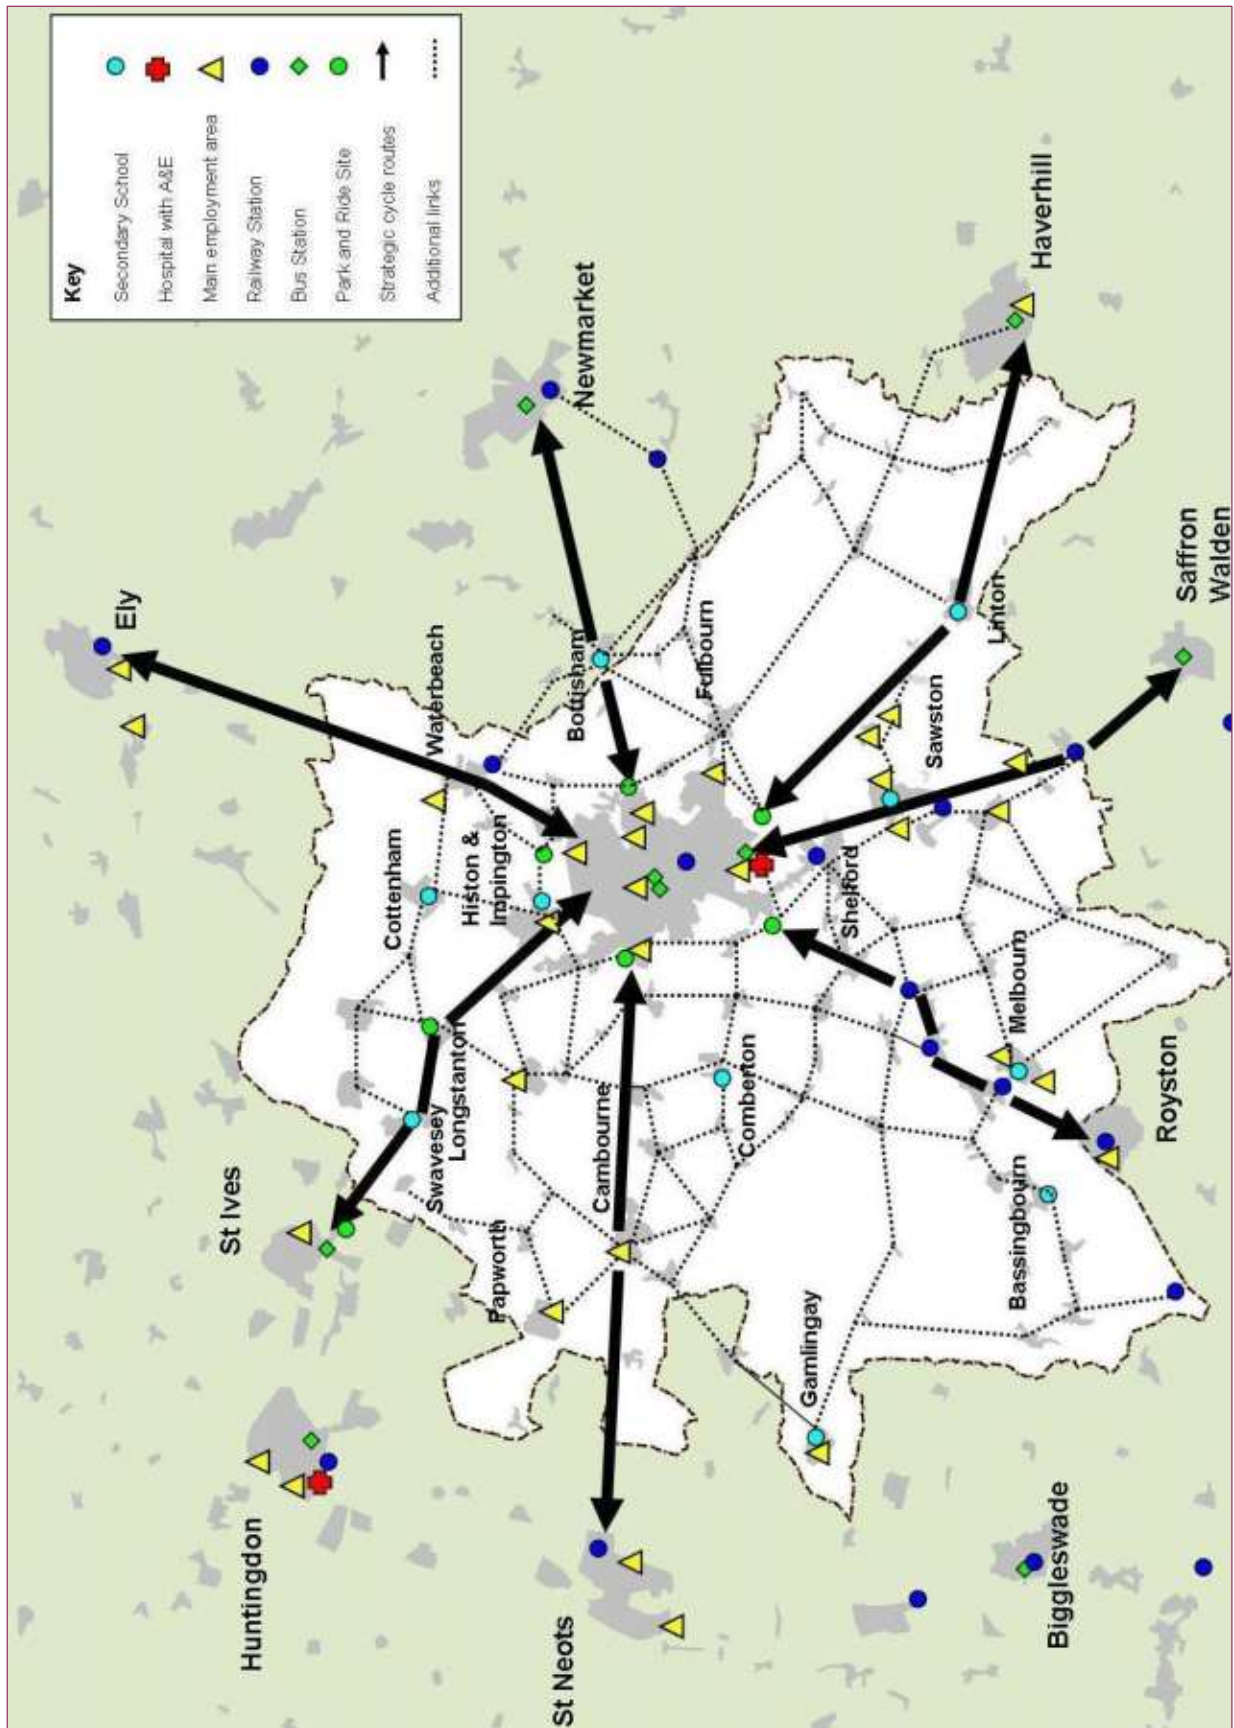 Key
Secondary School
Hospital with A&E
Main employment area
Railway Station
Bus Station
Park and Ride Site
Strategic cycle routes
Additional links
Huntingdon
St Ives
Ely
Newmarket
Haverhill
Saffron
Walden
Royston
Biggleswade
St Neots
Cottenham
Waterbeach
Histon &
Impington
Swavesey
Longstanton
Papworth
Cambourne
Bottisham
Fulbourn
Comberton
Gamlingay
Shelford
Sawston
Linton
Melbourn
Bassingbourn